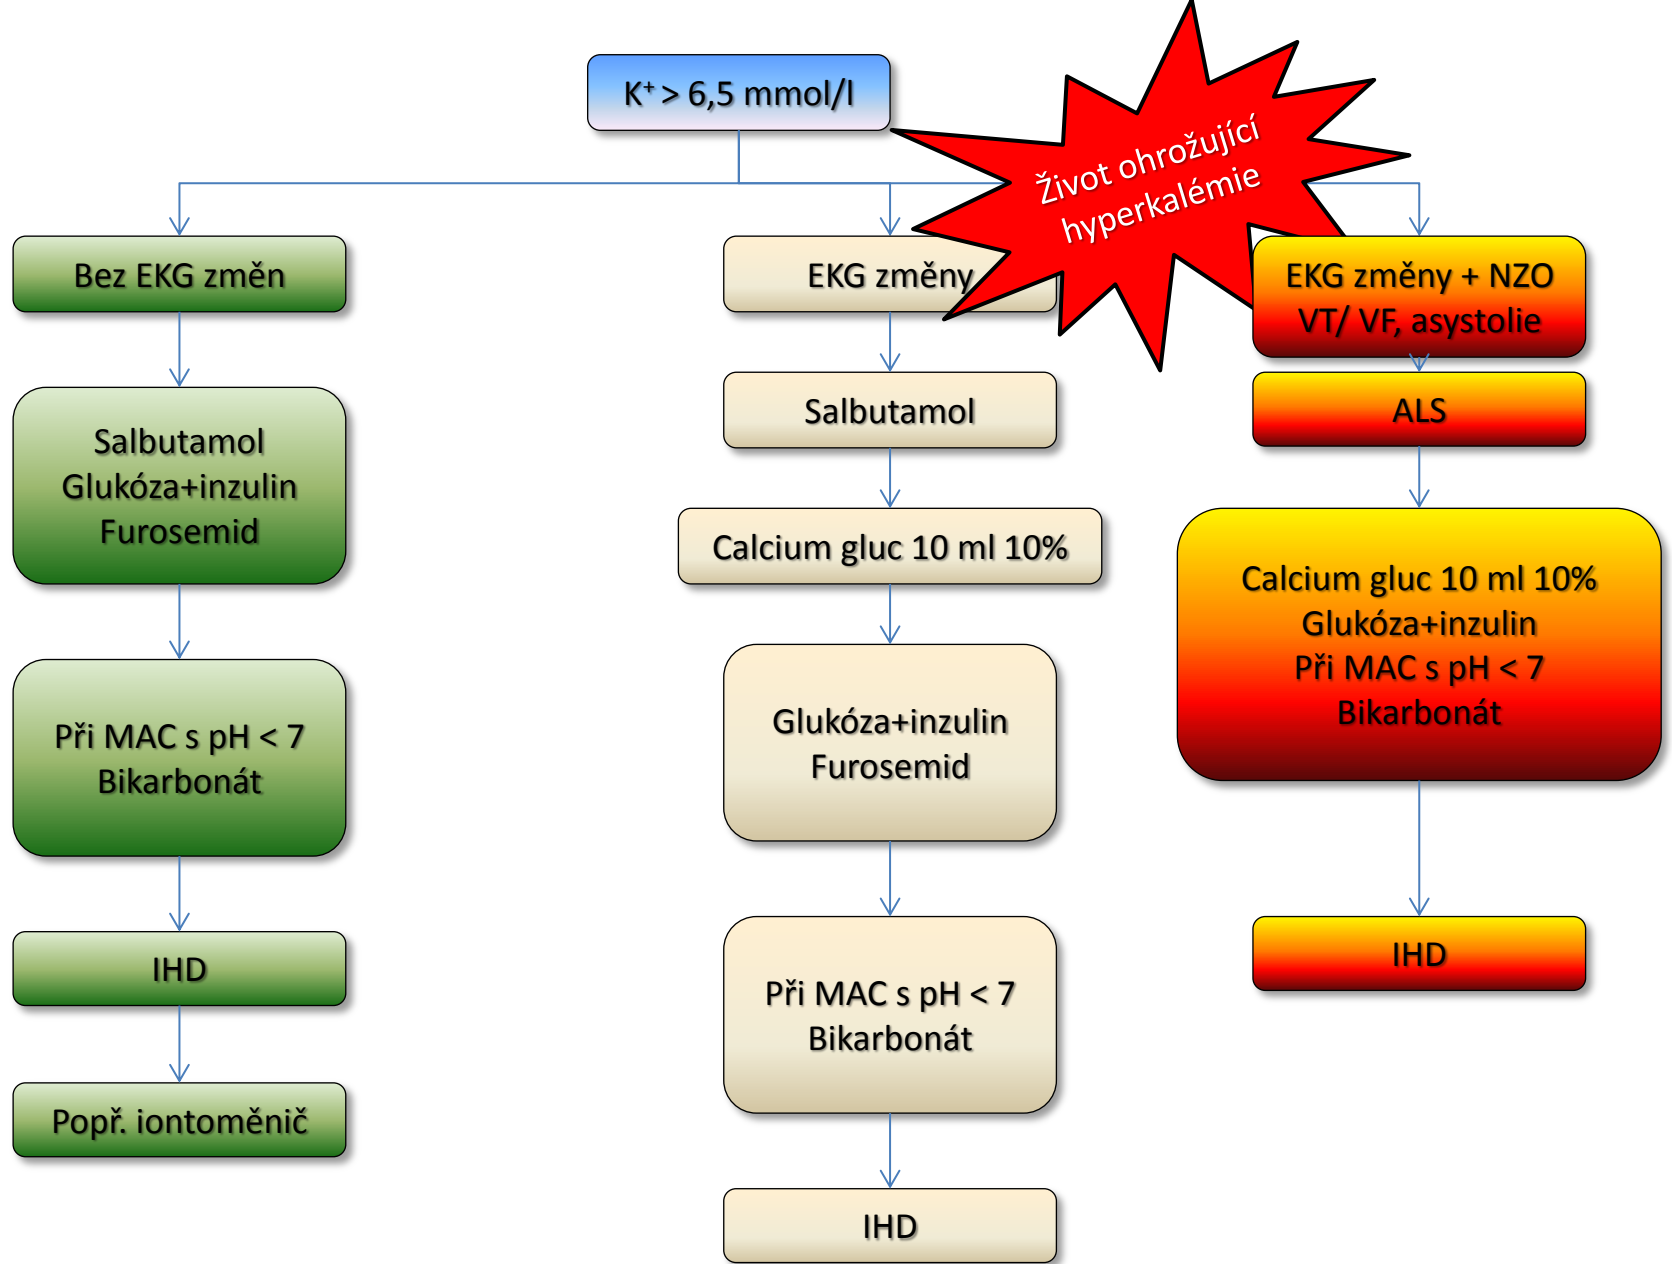 K⁺ > 6,5 mmol/l
Život ohrožující
hyperkalémie
Bez EKG změn
Salbutamol
Glukóza+inzulin
Furosemid
Při MAC s pH < 7
Bikarbonát
IHD
Popř. iontoměnič
EKG změny
Salbutamol
Calcium gluc 10 ml 10%
Glukóza+inzulin
Furosemid
Při MAC s pH < 7
Bikarbonát
IHD
EKG změny + NZO
VT/ VF, asystolie
ALS
Calcium gluc 10 ml 10%
Glukóza+inzulin
Při MAC s pH < 7
Bikarbonát
IHD